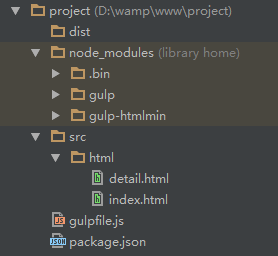 project (D:\wamp\www\project)
dist
node_modules (library home)
.bin
gulp
gulp-htmlmin
src
html
detail.html
index.html
gulpfile.js
package.json